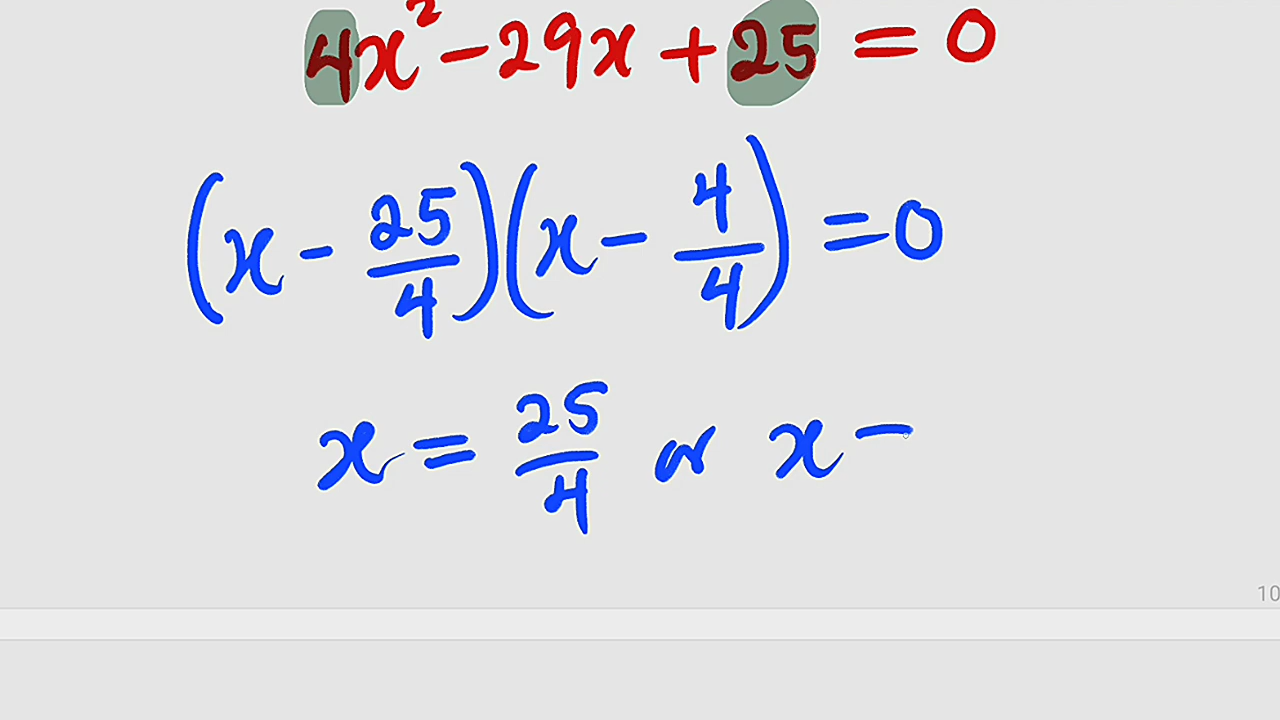 4x² - 29x + 25 = 0
(x - 25/4)(x - 4/4) = 0
x = 25/4 or x -
10